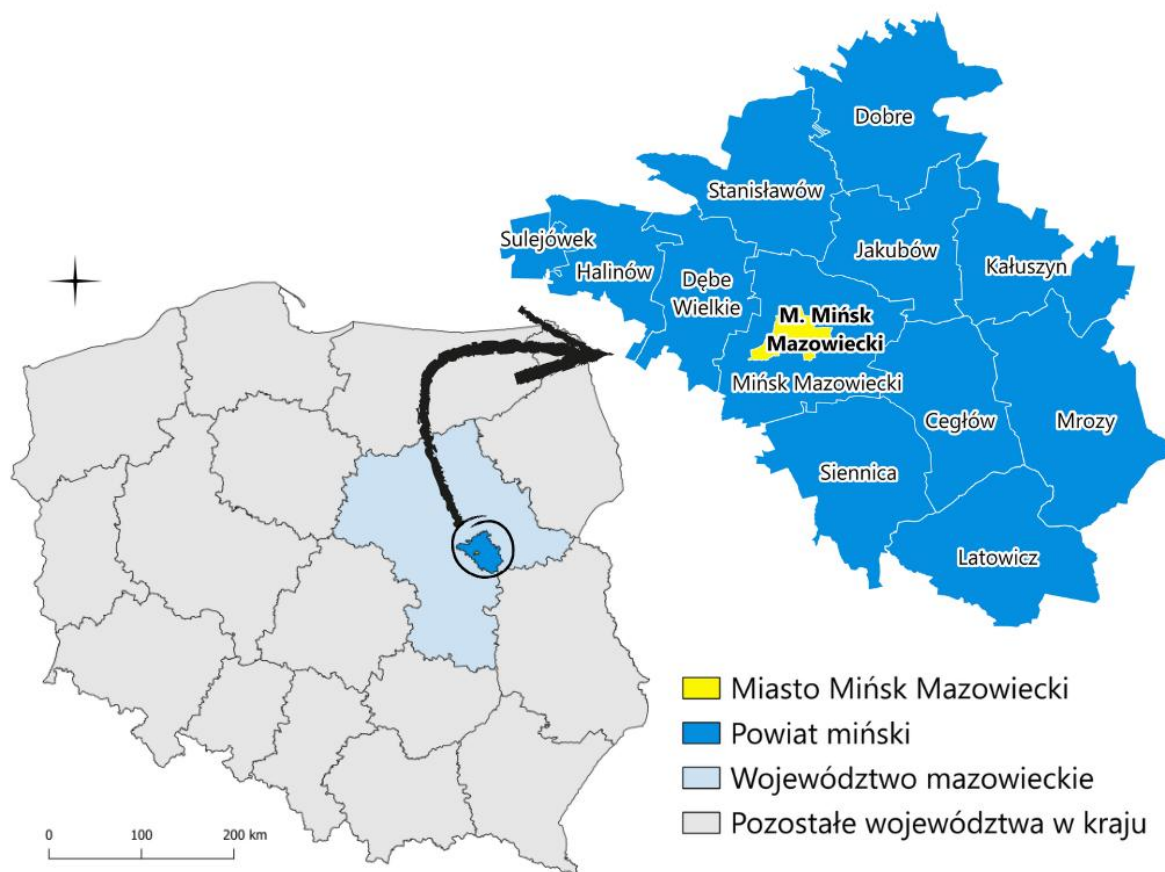 Dobre
Stanisławów
Sulejówek
Halinów
Dębe
Wielkie
Jakubów
Kałuszyn
M. Mińsk
Mazowiecki
Mińsk Mazowiecki
Cegłów
Mrozy
Siennica
Latowicz
Miasto Mińsk Mazowiecki
Powiat miński
Województwo mazowieckie
Pozostałe województwa w kraju
0 100 200 km